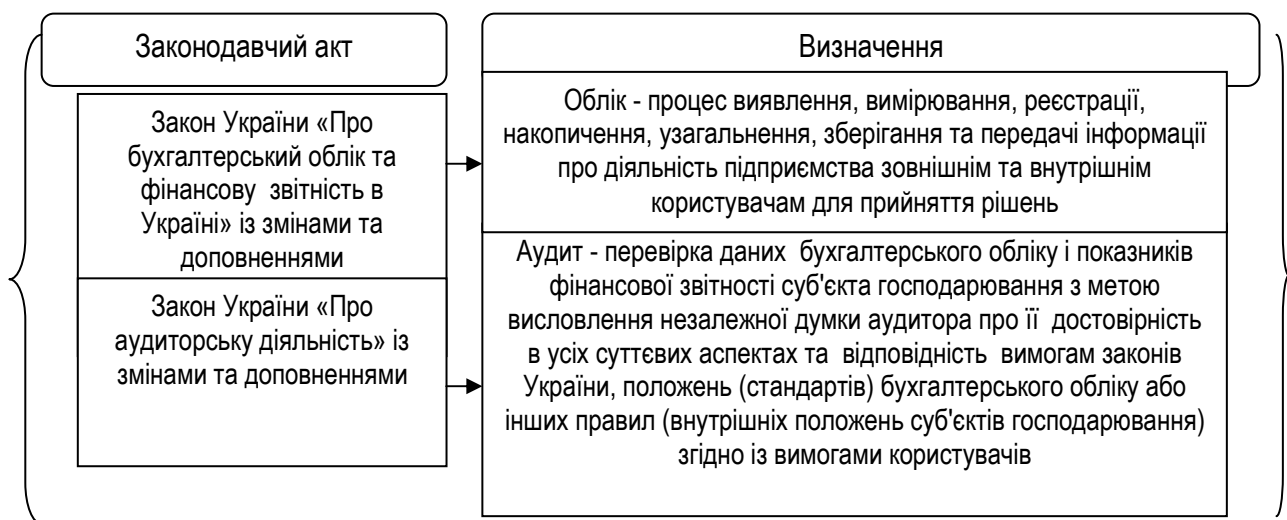 Законодавчий акт
Визначення
Закон України «Про
бухгалтерський облік та
фінансову звітність в
Україні» із змінами та
доповненнями
Облік - процес виявлення, вимірювання, реєстрації,
накопичення, узагальнення, зберігання та передачі інформації
про діяльність підприємства зовнішнім та внутрішнім
користувачам для прийняття рішень
Закон України «Про
аудиторську діяльність» із
змінами та доповненнями
Аудит - перевірка даних бухгалтерського обліку і показників
фінансової звітності суб'єкта господарювання з метою
висловлення незалежної думки аудитора про її достовірність
в усіх суттєвих аспектах та відповідність вимогам законів
України, положень (стандартів) бухгалтерського обліку або
інших правил (внутрішніх положень суб'єктів господарювання)
згідно із вимогами користувачів